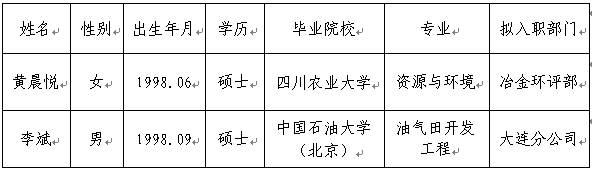 姓名 性别 出生年月 学历 毕业院校 专业 拟入职部门
黄晨悦 女 1998.06 硕士 四川农业大学 资源与环境 冶金环评部
李斌 男 1998.09 硕士 中国石油大学（北京） 油气田开发工程 大连分公司